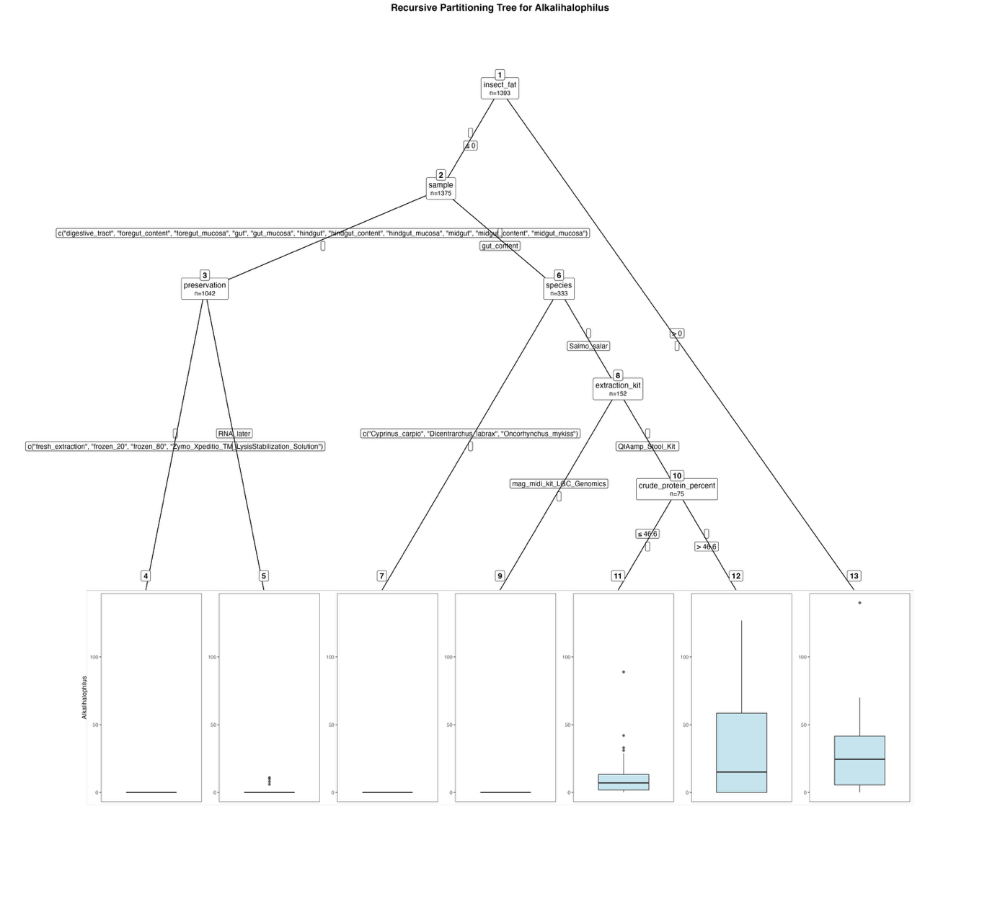 Recursive Partitioning Tree for Alkalihalophilus
1
insect_fat
n=1393
≤ 0
2
sample
n=1375
c("digestive_tract", "foregut_content", "foregut_mucosa", "gut", "gut_mucosa", "hindgut", "hindgut_content", "hindgut_mucosa", "midgut", "midgut_content", "midgut_mucosa")
gut_content
3
preservation
n=1042
6
species
n=333
> 0
Salmo_salar
8
extraction_kit
n=152
RNA_later
c("fresh_extraction", "frozen_20", "frozen_80", "Zymo_Xpeditio_TM_LysisStabilization_Solution")
c("Cyprinus_carpio", "Dicentrarchus_labrax", "Oncorhynchus_mykiss")
QIAamp_Stool_Kit
mag_midi_kit_LGC_Genomics
10
crude_protein_percent
n=75
≤ 46.6
> 46.6
4
5
7
9
11
12
13
Alkalihalophilus
100
50
0
100
50
0
100
50
0
100
50
0
100
50
0
100
50
0
100
50
0